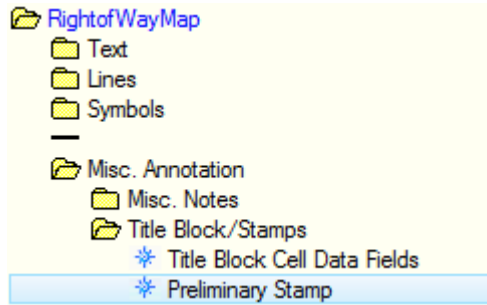 RightofWayMap
Text
Lines
Symbols
Misc. Annotation
Misc. Notes
Title Block/Stamps
Title Block Cell Data Fields
Preliminary Stamp